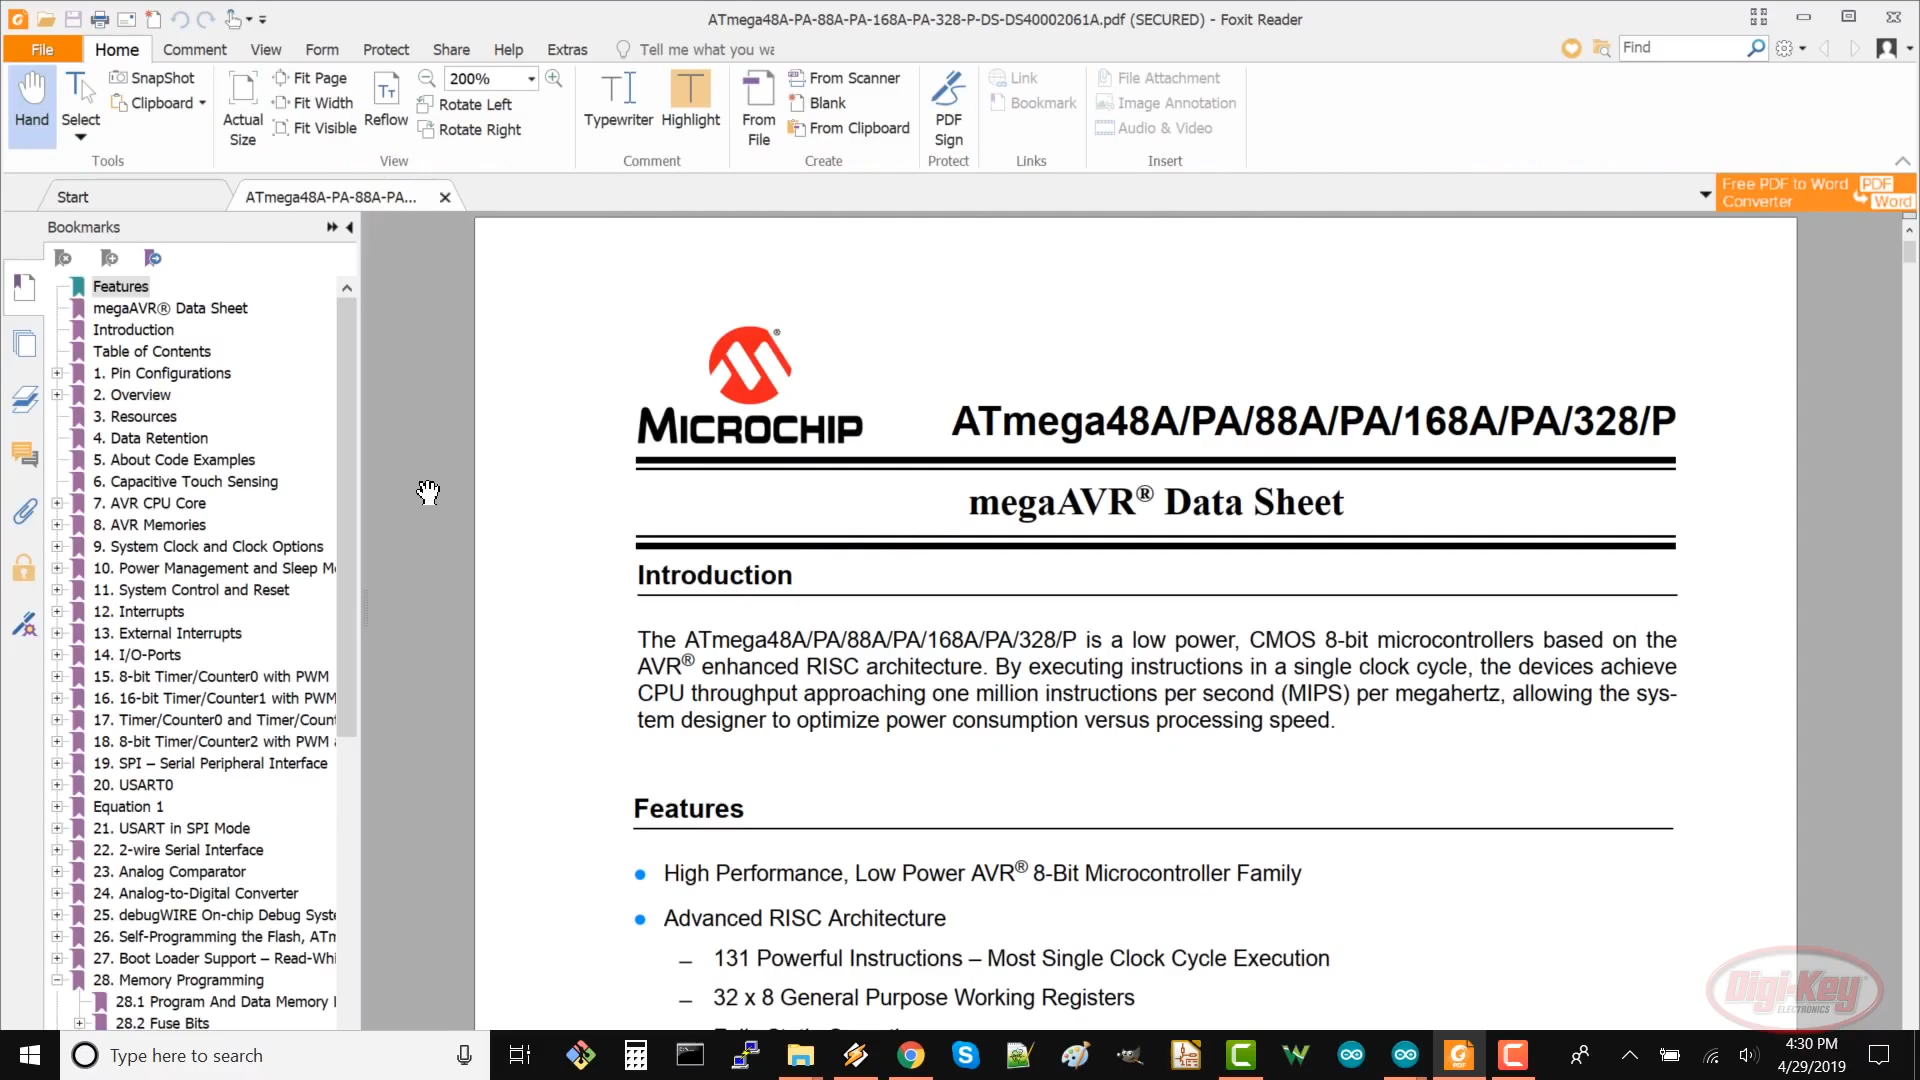 ATmega48A-PA-88A-PA-168A-PA-328-P-DS-DS40002061A.pdf (SECURED) - Foxit Reader
File Home Comment View Form Protect Share Help Extras Tell me what you wa Find
Hand
Select
SnapShot
Clipboard
Tools
Actual Size
Fit Page
Fit Width
Fit Visible
Reflow
200%
Rotate Left
Rotate Right
View
Typewriter
Highlight
Comment
From File
From Scanner
Blank
From Clipboard
Create
PDF Sign
Protect
Link
Bookmark
Links
File Attachment
Image Annotation
Audio & Video
Insert
Start
ATmega48A-PA-88A-PA...
Free PDF to Word
Converter
PDF
Word
Bookmarks
Features
megaAVR® Data Sheet
Introduction
Table of Contents
1. Pin Configurations
2. Overview
3. Resources
4. Data Retention
5. About Code Examples
6. Capacitive Touch Sensing
7. AVR CPU Core
8. AVR Memories
9. System Clock and Clock Options
10. Power Management and Sleep M
11. System Control and Reset
12. Interrupts
13. External Interrupts
14. I/O-Ports
15. 8-bit Timer/Counter0 with PWM
16. 16-bit Timer/Counter1 with PWM
17. Timer/Counter0 and Timer/Coun
18. 8-bit Timer/Counter2 with PWM
19. SPI – Serial Peripheral Interface
20. USART0
Equation 1
21. USART in SPI Mode
22. 2-wire Serial Interface
23. Analog Comparator
24. Analog-to-Digital Converter
25. debugWIRE On-chip Debug Syst
26. Self-Programming the Flash, AT
27. Boot Loader Support – Read-Whi
28. Memory Programming
28.1 Program And Data Memory
28.2 Fuse Bits
MICROCHIP
ATmega48A/PA/88A/PA/168A/PA/328/P
megaAVR® Data Sheet
Introduction
The ATmega48A/PA/88A/PA/168A/PA/328/P is a low power, CMOS 8-bit microcontrollers based on the
AVR® enhanced RISC architecture. By executing instructions in a single clock cycle, the devices achieve
CPU throughput approaching one million instructions per second (MIPS) per megahertz, allowing the sys-
tem designer to optimize power consumption versus processing speed.
Features
• High Performance, Low Power AVR® 8-Bit Microcontroller Family
• Advanced RISC Architecture
– 131 Powerful Instructions – Most Single Clock Cycle Execution
– 32 x 8 General Purpose Working Registers
Digi-Key
ELECTRONICS
Type here to search
4:30 PM
4/29/2019